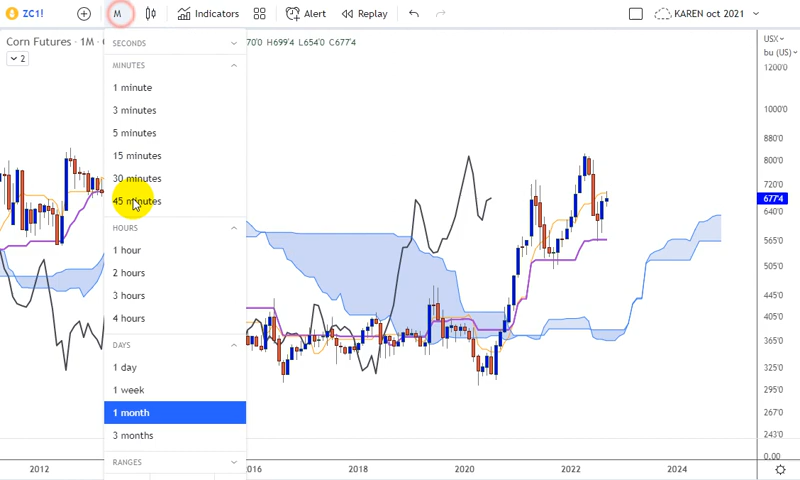 ZC1! M Indicators Alert Replay KAREN oct 2021
Corn Futures · 1M · 70'0 H699'4 L654'0 C677'4
USX
2
bu (US)
SECONDS
MINUTES
1 minute
3 minutes
5 minutes
15 minutes
30 minutes
45 minutes
HOURS
1 hour
2 hours
3 hours
4 hours
DAYS
1 day
1 week
1 month
3 months
RANGES
1200'0
1000'0
880'0
780'0
720'0
677'4
640'0
565'0
505'0
445'0
405'0
365'0
325'0
295'0
267'0
243'0
0.00
2012 2016 2018 2020 2022 2024